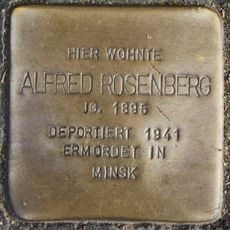 HIER WOHNTE
ALFRED ROSENBERG
JG. 1895
DEPORTIERT 1941
ERMORDET IN
MINSK